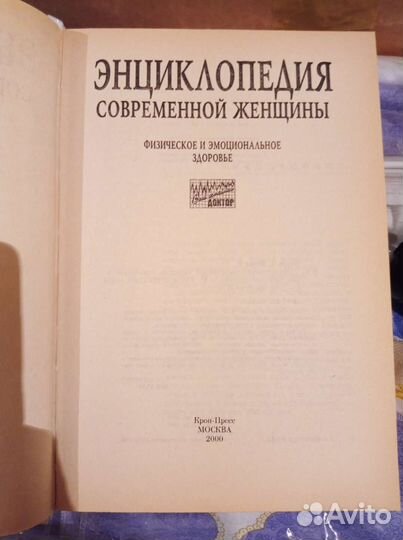 ЭНЦИКЛОПЕДИЯ
СОВРЕМЕННОЙ ЖЕНЩИНЫ
ФИЗИЧЕСКОЕ И ЭМОЦИОНАЛЬНОЕ
ЗДОРОВЬЕ
ДОКТОР
Крон-Пресс
МОСКВА
2000
Avito